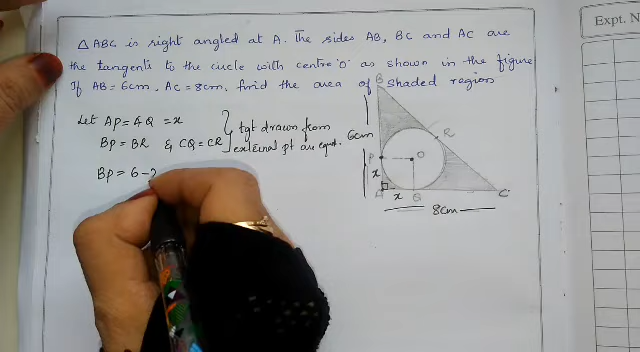 △ ABC is right angled at A. The sides AB, BC and AC are
the tangents to the circle with centre 'O' as shown in the figure
If AB = 6cm, AC = 8cm, find the area of shaded region
Let AP = AQ = x
BP = BR & CQ = CR } tgt drawn from
external pt are equal.
BP = 6 -
B
6cm
R
P
O
x
A
x
Q
C
8cm
Expt. N